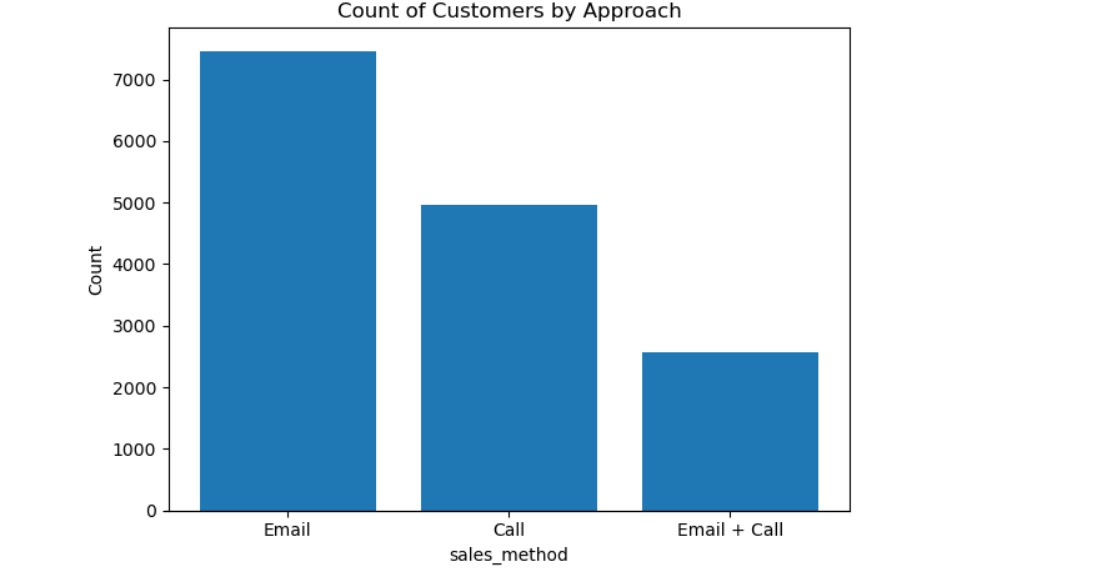 Count of Customers by Approach
7000
6000
5000
4000
3000
2000
1000
0
Count
Email Call Email + Call
sales_method